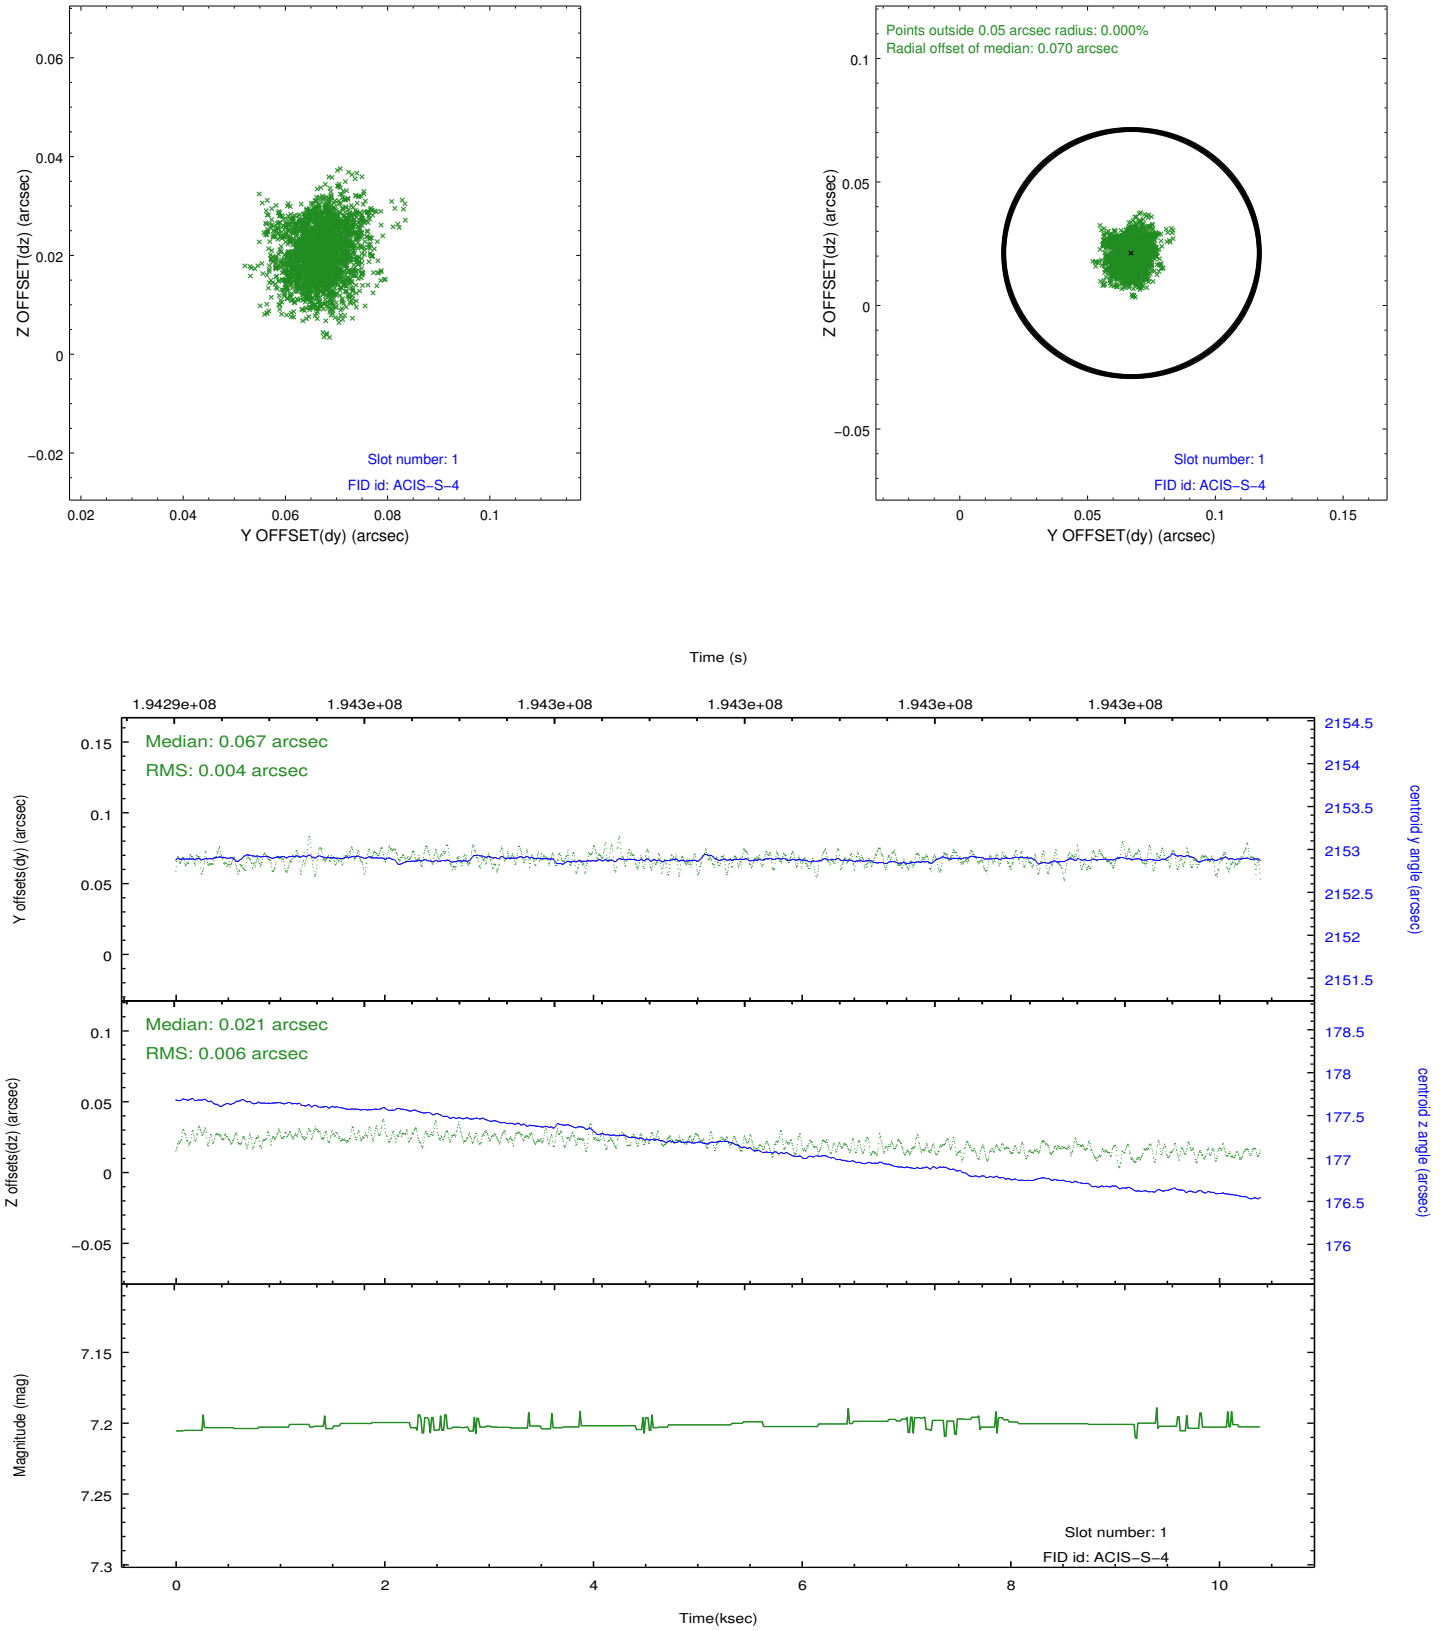 0.06
0.04
0.02
0
−0.02
Z OFFSET(dz) (arcsec)
Slot number: 1
FID id: ACIS−S−4
0.02 0.04 0.06 0.08 0.1
Y OFFSET(dy) (arcsec)
Points outside 0.05 arcsec radius: 0.000%
Radial offset of median: 0.070 arcsec
0.1
0.05
0
−0.05
Z OFFSET(dz) (arcsec)
Slot number: 1
FID id: ACIS−S−4
0 0.05 0.1 0.15
Y OFFSET(dy) (arcsec)
Time (s)
1.9429e+08 1.943e+08 1.943e+08 1.943e+08 1.943e+08 1.943e+08
Median: 0.067 arcsec
RMS: 0.004 arcsec
0.15
0.1
0.05
0
Y offsets(dy) (arcsec)
2154.5
2154
2153.5
2153
2152.5
2152
2151.5
centroid y angle (arcsec)
Median: 0.021 arcsec
RMS: 0.006 arcsec
0.1
0.05
0
−0.05
Z offsets(dz) (arcsec)
178.5
178
177.5
177
176.5
176
centroid z angle (arcsec)
7.15
7.2
7.25
7.3
Magnitude (mag)
Slot number: 1
FID id: ACIS−S−4
0 2 4 6 8 10
Time(ksec)